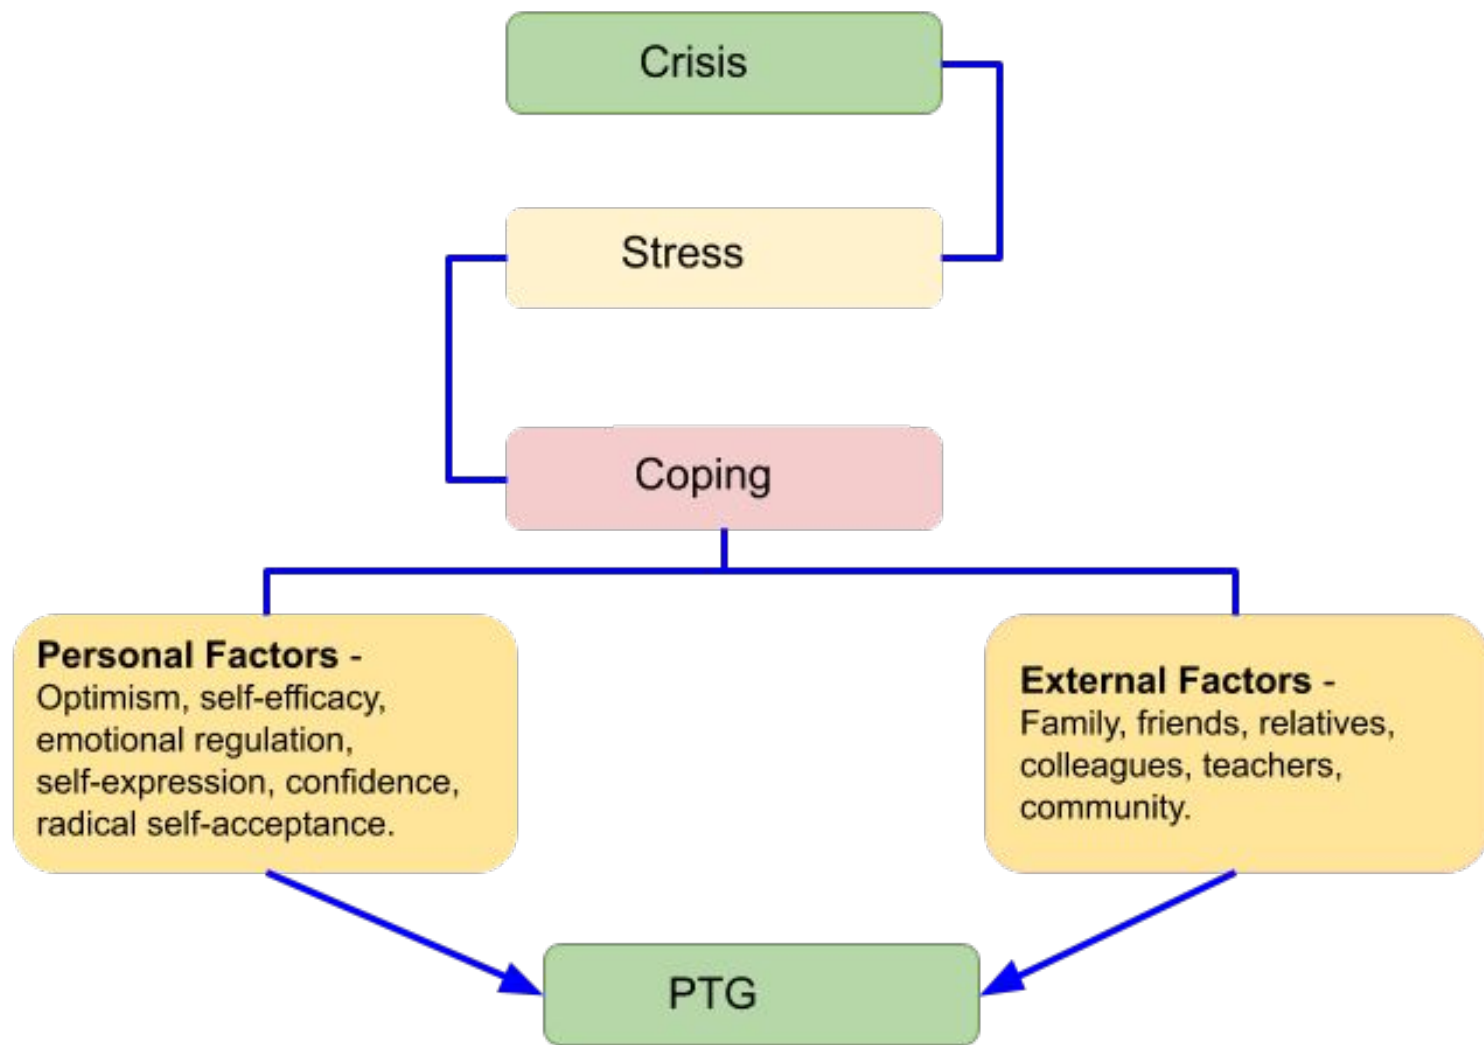 Crisis
Stress
Coping
Personal Factors -
Optimism, self-efficacy,
emotional regulation,
self-expression, confidence,
radical self-acceptance.
External Factors -
Family, friends, relatives,
colleagues, teachers,
community.
PTG